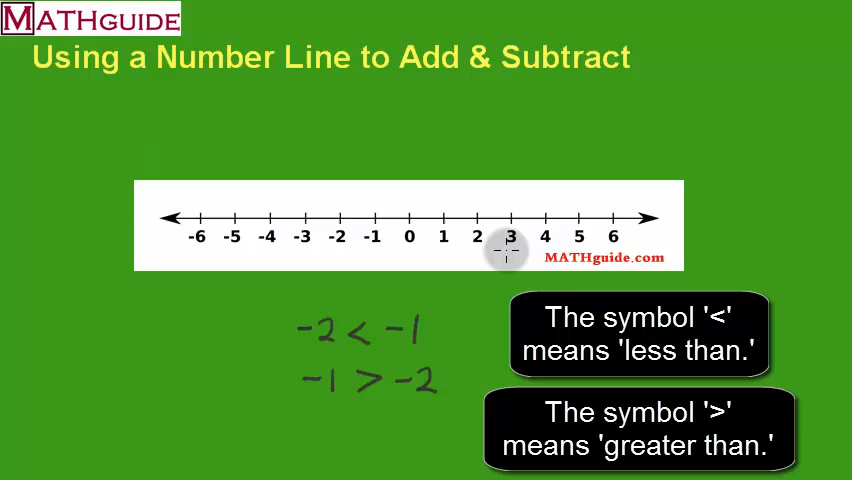 MATHGUIDE
Using a Number Line to Add & Subtract
-6 -5 -4 -3 -2 -1 0 1 2 3 4 5 6
MATHguide.com
-2 < -1
-1 > -2
The symbol '<'
means 'less than.'
The symbol '>'
means 'greater than.'